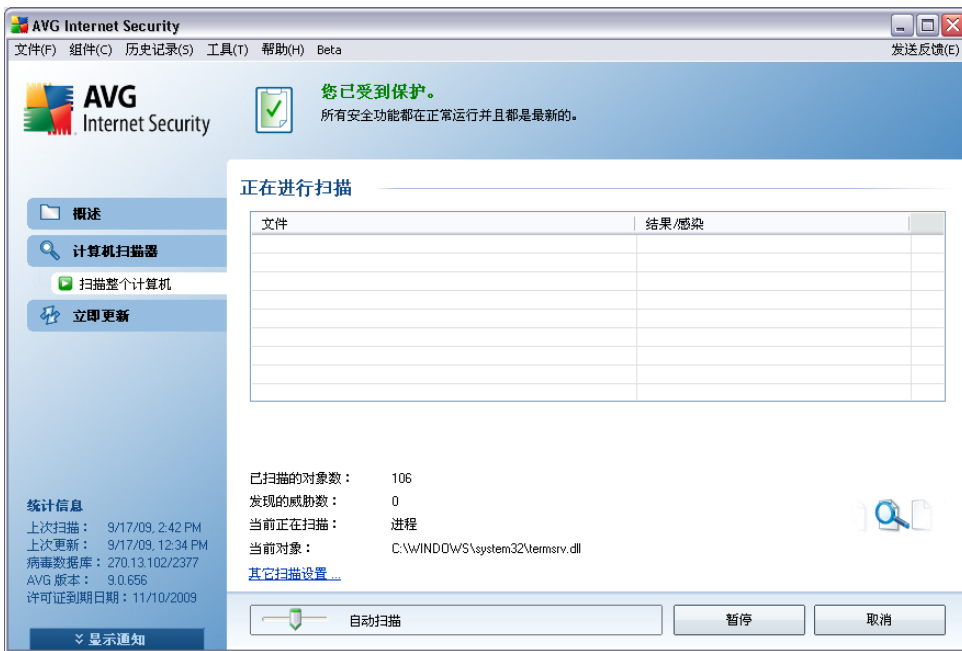 AVG Internet Security
文件(F) 组件(C) 历史记录(S) 工具(T) 帮助(H) Beta 发送反馈(E)
AVG
Internet Security
您已受到保护。
所有安全功能都在正常运行并且都是最新的。
概述
计算机扫描器
扫描整个计算机
立即更新
正在进行扫描
文件 结果/感染
已扫描的对象数： 106
发现的威胁数： 0
当前正在扫描： 进程
当前对象： C:\WINDOWS\system32\termsrv.dll
其它扫描设置 ...
统计信息
上次扫描： 9/17/09, 2:42 PM
上次更新： 9/17/09, 12:34 PM
病毒数据库：270.13.102/2377
AVG 版本： 9.0.656
许可证到期日期：11/10/2009
显示通知
自动扫描 暂停 取消